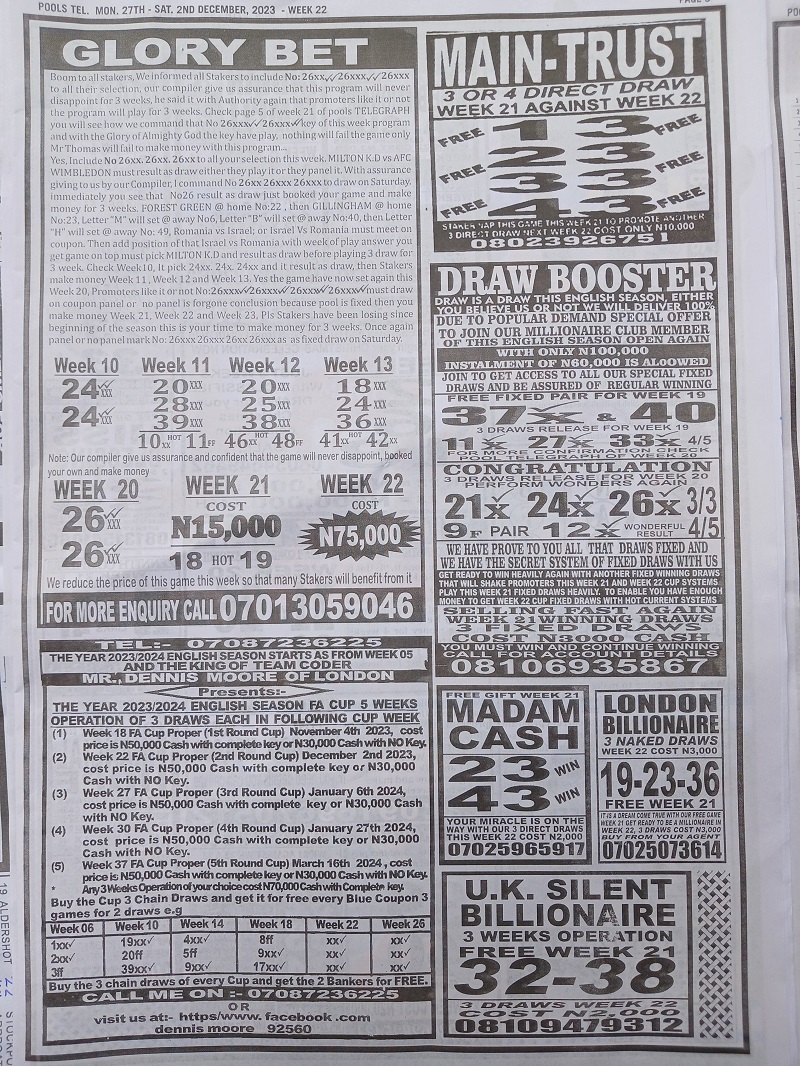 POOLS TEL. MON. 27TH - SAT. 2ND DECEMBER, 2023 - WEEK 22
GLORY BET
Boom to all stakers, We informed all Stakers to include No: 26xx✓✓ 26xxx✓✓ 26xxx
to all their selection, our compiler give us assurance that this program will never
disappoint for 3 weeks, he said it with Authority again that promoters like it or not
the program will play for 3 weeks. Check page 5 of week 21 of pools TELEGRAPH
you will see how we command that No 26xxx✓✓26xxx✓✓key of this week program
and with the Glory of Almighty God the key have play, nothing will fail the game only
Mr Thomas will fail to make money with this program...
Yes, Include No 26xx. 26xx. 26xx to all your selection this week. MILTON K.D vs AFC
WIMBLEDON must result as draw either they play it or they panel it. With assurance
giving to us by our Compiler, I command No 26xx 26xxx 26xxx to draw on Saturday,
immediately you see that No26 result as draw just booked your game and make
money for 3 weeks. FOREST GREEN @ home No:22 , then GILLINGHAM @ home
No:23, Letter "M" will set @ away No6, Letter "B" will set @ away No:40, then Letter
"H" will set @ away No: 49, Romania vs Israel; or Israel Vs Romania must meet on
coupon. Then add position of that Israel vs Romania with week of play answer you
get game on top must pick MILTON K.D and result as draw before playing 3 draw for
3 week. Check Week10, It pick 24xx. 24x. 24xx and it result as draw, then Stakers
make money Week 11 , Week 12 and Week 13. Yes the game have now set again this
Week 20, Promoters like it or not No:26xxx✓✓26xxx✓✓26xxx✓✓26xxx✓✓must draw
on coupon panel or no panel is forgone conclusion because pool is fixed then you
make money Week 21, Week 22 and Week 23, Pls Stakers have been losing since
beginning of the season this is your time to make money for 3 weeks. Once again
panel or no panel mark No: 26xxx 26xxx 26xxx 26xxx as as fixed draw on Saturday.
Week 10 Week 11 Week 12 Week 13
24✓✓xxx 20xxx 20xxx 18xxx
24✓✓xxx 28xxx 25xxx 24xxx
39xxx 38xxx 36xxx
10xx HOT 11FF 46xx HOT 48FF 41xx HOT 42xx
Note: Our compiler give us assurance and confident that the game will never disappoint, booked
your own and make money
WEEK 20 WEEK 21 WEEK 22
26✓✓xxx COST COST
26✓✓xxx N15,000 N75,000
18 HOT 19
We reduce the price of this game this week so that many Stakers will benefit from it
FOR MORE ENQUIRY CALL 07013059046
TEL:- 07087236225
THE YEAR 2023/2024 ENGLISH SEASON STARTS AS FROM WEEK 05
AND THE KING OF TEAM CODER
MR., DENNIS MOORE OF LONDON
Presents:-
THE YEAR 2023/2024 ENGLISH SEASON FA CUP 5 WEEKS
OPERATION OF 3 DRAWS EACH IN FOLLOWING CUP WEEK
(1) Week 18 FA Cup Proper (1st Round Cup) November 4th 2023, cost
price is N50,000 Cash with complete key or N30,000 Cash with NO Key.
(2) Week 22 FA Cup Proper (2nd Round Cup) December 2nd 2023,
cost price is N50,000 Cash with complete key or N30,000
Cash with NO Key.
(3) Week 27 FA Cup Proper (3rd Round Cup) January 6th 2024,
cost price is N50,000 Cash with complete key or N30,000 Cash
with NO Key.
(4) Week 30 FA Cup Proper (4th Round Cup) January 27th 2024,
cost price is N50,000 Cash with complete key or N30,000
Cash with NO Key.
(5) Week 37 FA Cup Proper (5th Round Cup) March 16th 2024 , cost
price is N50,000 Cash with complete key or N30,000 Cash with NO Key.
* Any 3 Weeks Operation of your choice cost N70,000 Cash with Complete key.
Buy the Cup 3 Chain Draws and get it for free every Blue Coupon 3
games for 2 draws e.g
Week 06 Week 10 Week 14 Week 18 Week 22 Week 26
1xx✓ 19xx✓ 4xx✓ 8ff xx✓ xx✓
2xx✓ 20ff 5ff 9xx✓ xx✓ xx✓
3ff 39xx✓ 9xx✓ 17xx✓ xx✓ xx✓
Buy the 3 chain draws of every Cup and get the 2 Bankers for FREE.
CALL ME ON :- 07087236225
OR
visit us at:- https/www. facebook .com
dennis moore 92560
MAIN-TRUST
3 OR 4 DIRECT DRAW
WEEK 21 AGAINST WEEK 22
FREE 1 3 FREE
FREE 2 3 FREE
FREE 3 3 FREE
FREE 4 3 FREE
STAKER NAP THIS GAME THIS WEEK 21 TO PROMOTE ANOTHER
3 DIRECT DRAW NEXT WEEK 22 COST ONLY N10,000
08023926751
DRAW BOOSTER
DRAW IS A DRAW THIS ENGLISH SEASON, EITHER
YOU BELIEVE US OR NOT WE WILL DELIVER 100%
DUE TO POPULAR DEMAND SPECIAL OFFER
TO JOIN OUR MILLIONAIRE CLUB MEMBER
OF THIS ENGLISH SEASON OPEN AGAIN
WITH ONLY N100,000
INSTALMENT OF N60,000 IS ALOOWED
JOIN TO GET ACCESS TO ALL OUR SPECIAL FIXED
DRAWS AND BE ASSURED OF REGULAR WINNING
FREE FIXED PAIR FOR WEEK 19
37x & 40
3 DRAWS RELEASE FOR WEEK 19
11x 27x 33x 4/5
FOR MORE CONFIRMATION CHECK
POOL TELEGRAPH OF WEEK 20
CONGRATULATION
3 DRAWS RELEASE FOR WEEK 20
PERFORM WONDERS AGAIN
21x 24x 26x 3/3
9F PAIR 12x WONDERFUL RESULT 4/5
WE HAVE PROVE TO YOU ALL THAT DRAWS FIXED AND
WE HAVE THE SECRET SYSTEM OF FIXED DRAWS WITH US
GET READY TO WIN HEAVILY AGAIN WITH ANOTHER FIXED WINNING DRAWS
THAT WILL SHAKE PROMOTERS THIS WEEK 21 AND WEEK 22 CUP SYSTEMS
PLAY THIS WEEK 21 FIXED DRAWS HEAVILY. TO ENABLE YOU HAVE ENOUGH
MONEY TO GET WEEK 22 CUP FIXED DRAWS WITH HOT CURRENT SYSTEMS
SELLING FAST AGAIN
WEEK 21 WINNING DRAWS
3 FIXED DRAWS
COST N3000 CASH
YOU MUST WIN AND CONTINUE WINNING
CALL FOR ACCOUNT DETAILS
08106935867
FREE GIFT WEEK 21
MADAM
CASH
23 WIN
43 WIN
YOUR MIRACLE IS ON THE
WAY WITH OUR 3 DIRECT DRAWS
THIS WEEK 22 COST N2,000
07025965917
LONDON
BILLIONAIRE
3 NAKED DRAWS
WEEK 22 COST N3,000
19-23-36
FREE WEEK 21
IT IS A DREAM COME TRUE WITH OUR FREE GAME
WEEK 21 GET READY TO BE A MILLIONAIRE IN
WEEK 22, 3 DRAWS COST N3,000
BUY FROM YOUR AGENT
07025073614
U.K. SILENT
BILLIONAIRE
3 WEEKS OPERATION
FREE WEEK 21
32-38
3 DRAWS WEEK 22
COST N2,000
08109479312
19 ALDERSHOT 22